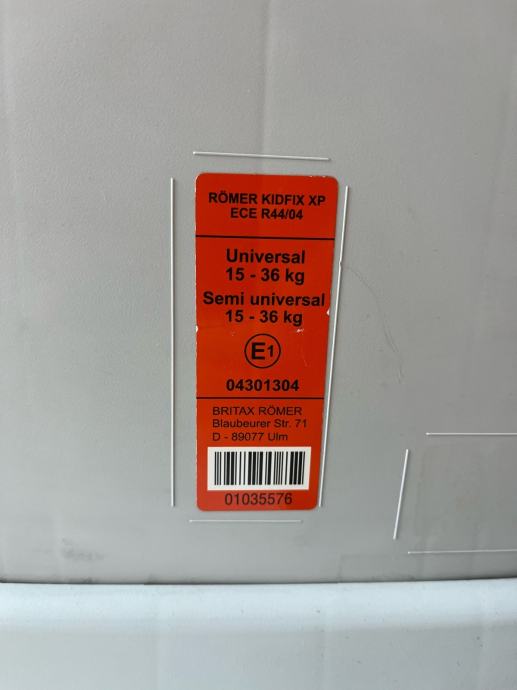 RÖMER KIDFIX XP
ECE R44/04
Universal
15 - 36 kg
Semi universal
15 - 36 kg
E1
04301304
BRITAX RÖMER
Blaubeurer Str. 71
D - 89077 Ulm
01035576